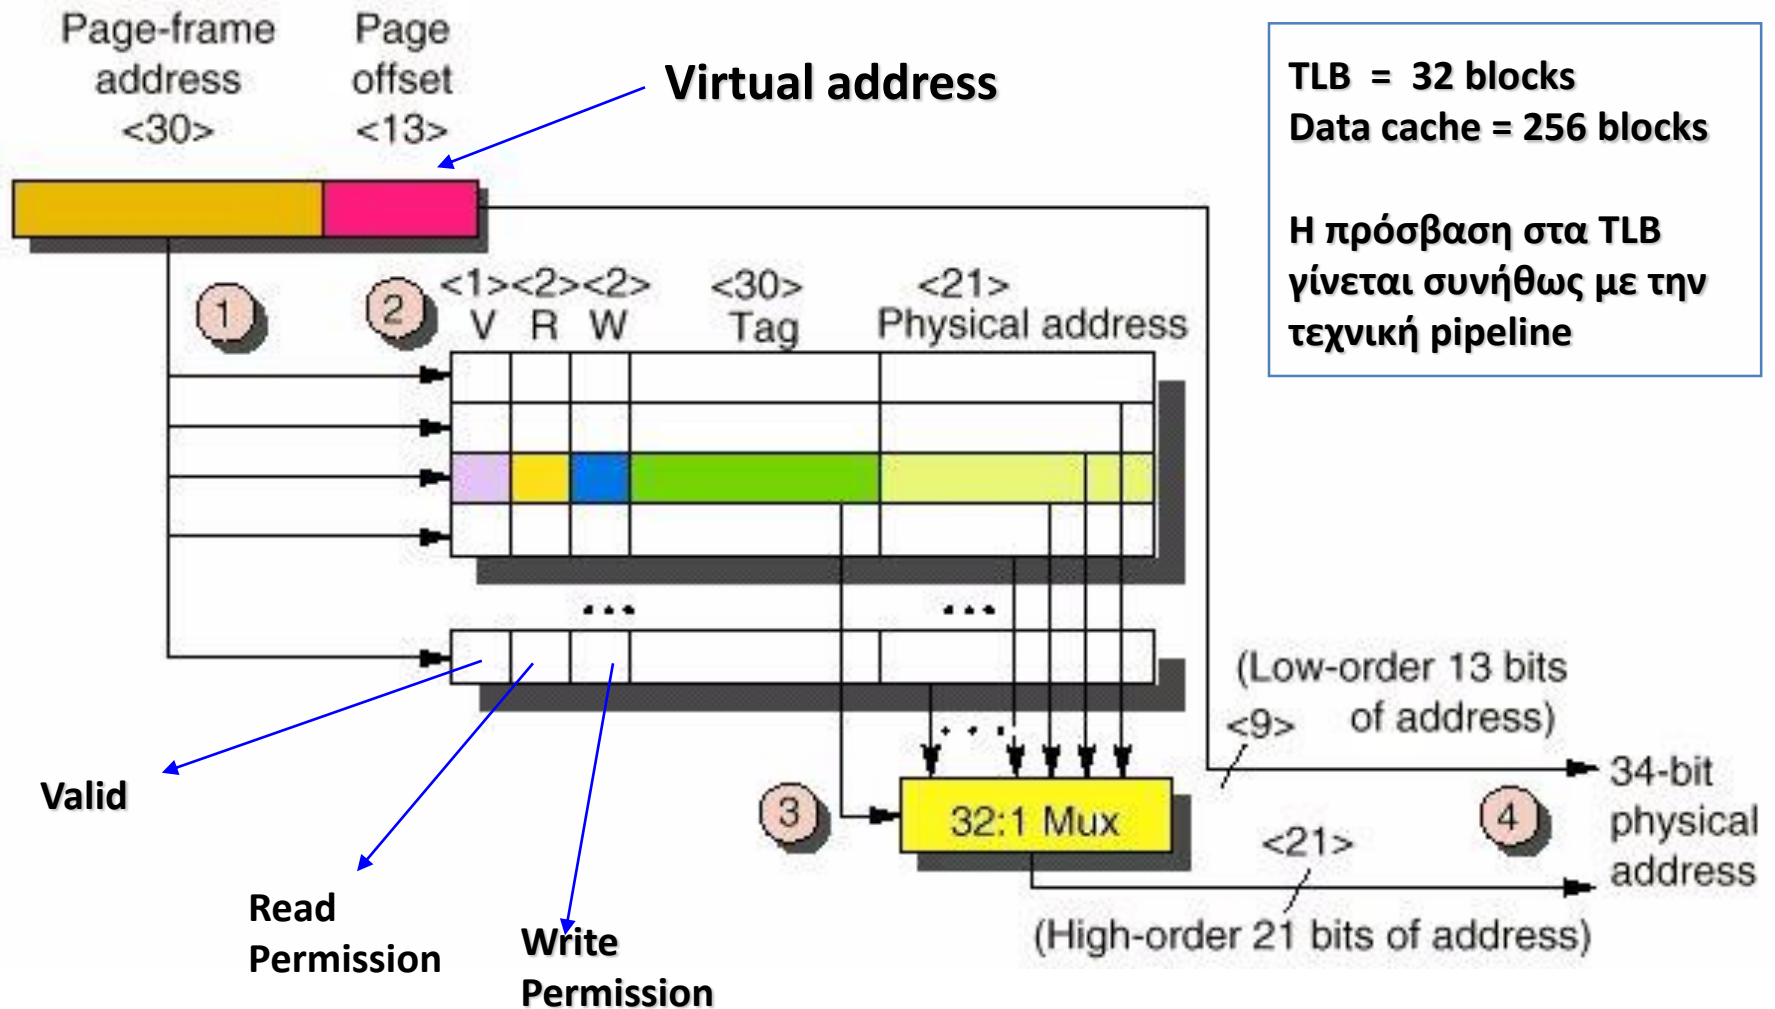 Page-frame
address
<30>
Page
offset
<13>
Virtual address
TLB = 32 blocks
Data cache = 256 blocks
Η πρόσβαση στα TLB
γίνεται συνήθως με την
τεχνική pipeline
1
2
<1><2><2>
<30>
<21>
V R W
Tag
Physical address
...
...
Valid
Read
Permission
Write
Permission
. . .
3
32:1 Mux
(Low-order 13 bits
of address)
<9>
34-bit
physical
address
4
<21>
(High-order 21 bits of address)